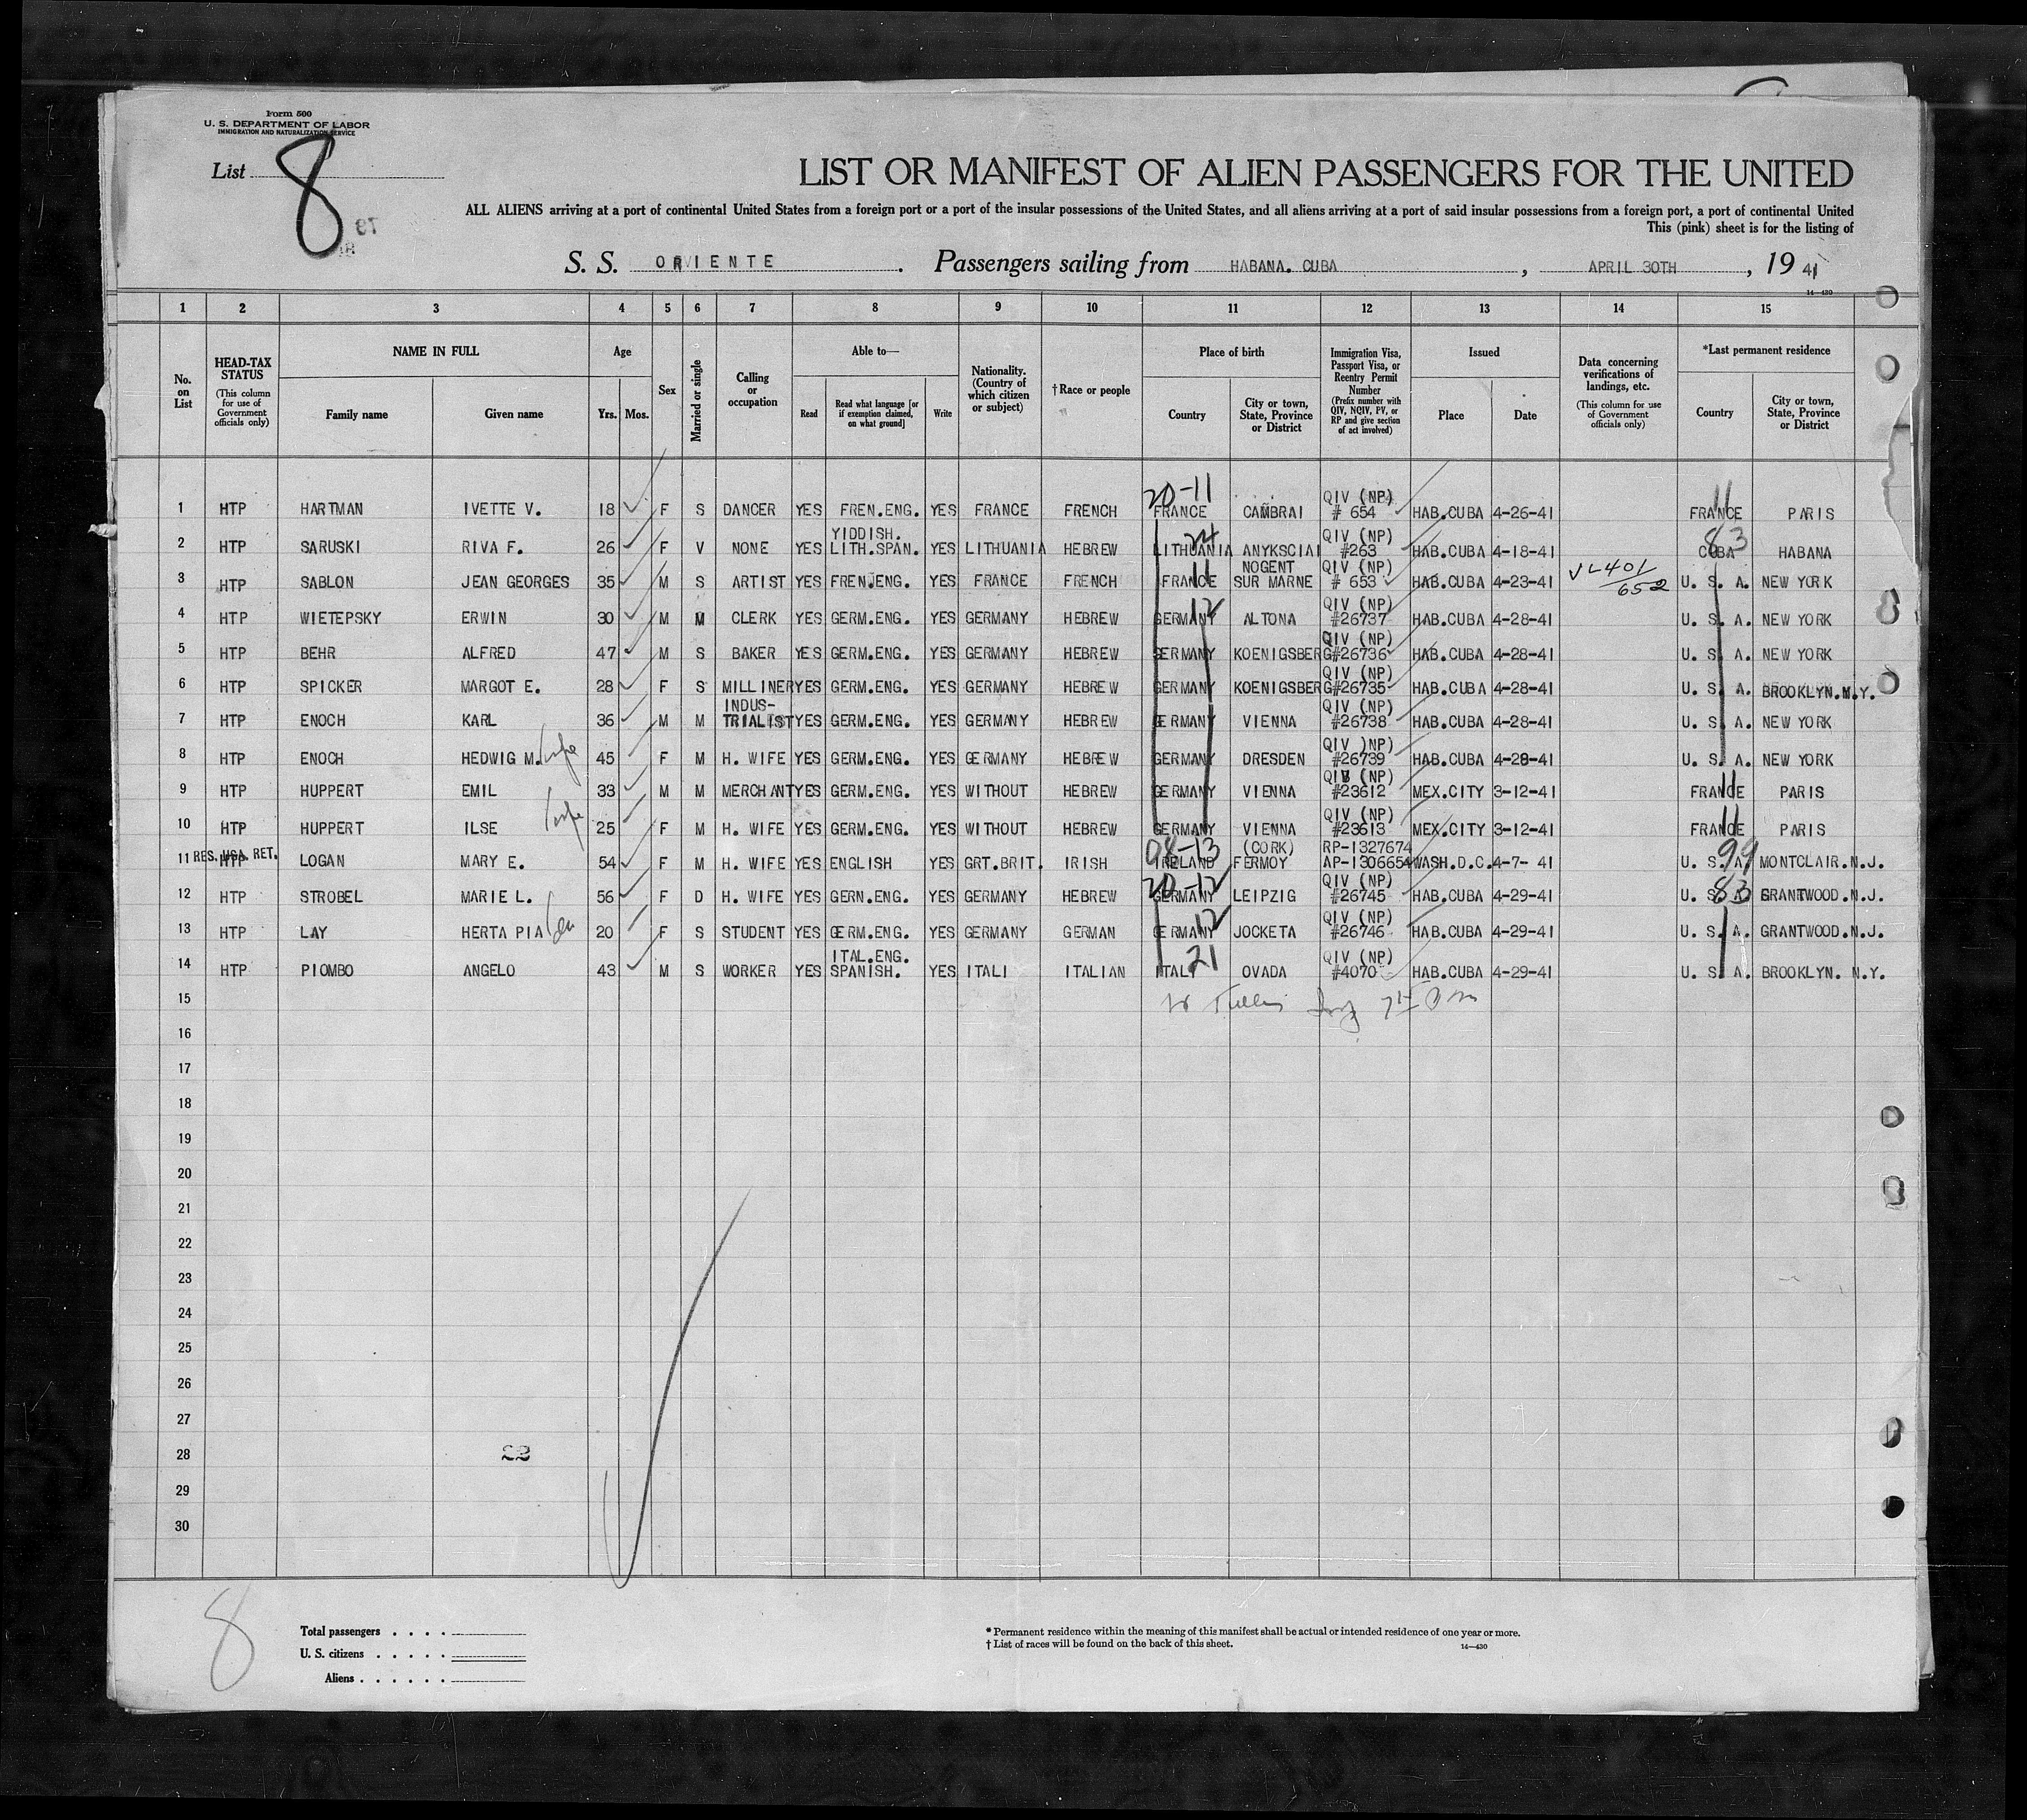 Form 500
U. S. DEPARTMENT OF LABOR
IMMIGRATION AND NATURALIZATION SERVICE
List 8
LIST OR MANIFEST OF ALIEN PASSENGERS FOR THE UNITED
ALL ALIENS arriving at a port of continental United States from a foreign port or a port of the insular possessions of the United States, and all aliens arriving at a port of said insular possessions from a foreign port, a port of continental United
This (pink) sheet is for the listing of
S. S. ORIENTE. Passengers sailing from HABANA. CUBA, APRIL 30TH, 19 41
14—430
1 2 3 4 5 6 7 8 9 10 11 12 13 14 15
No. on List
HEAD-TAX STATUS (This column for use of Government officials only)
NAME IN FULL
Family name Given name
Age
Yrs. Mos.
Sex
Married or single
Calling or occupation
Able to—
Read
Read what language [or if exemption claimed, on what ground]
Write
Nationality. (Country of which citizen or subject)
†Race or people
Place of birth
Country
City or town, State, Province or District
Immigration Visa, Passport Visa, or Reentry Permit Number (Prefix number with QIV, NQIV, PV, or RP and give section of act involved)
Issued
Place Date
Data concerning verifications of landings, etc. (This column for use of Government officials only)
*Last permanent residence
Country
City or town, State, Province or District
1 HTP HARTMAN IVETTE V. 18 F S DANCER YES FREN.ENG. YES FRANCE FRENCH 20-11 FRANCE CAMBRAI QIV (NP) # 654 HAB.CUBA 4-26-41 11 FRANCE PARIS
2 HTP SARUSKI RIVA F. 26 F V NONE YES YIDDISH. LITH.SPAN. YES LITHUANIA HEBREW 24 LITHUANIA ANYKSCIAI QIV (NP) #263 HAB.CUBA 4-18-41 83 CUBA HABANA
3 HTP SABLON JEAN GEORGES 35 M S ARTIST YES FREN.ENG. YES FRANCE FRENCH 11 FRANCE NOGENT SUR MARNE QIV (NP) # 653 HAB.CUBA 4-23-41 VL401/652 U. S. A. NEW YORK
4 HTP WIETEPSKY ERWIN 30 M M CLERK YES GERM.ENG. YES GERMANY HEBREW 12 GERMANY ALTONA QIV (NP) #26737 HAB.CUBA 4-28-41 U. S. A. NEW YORK
5 HTP BEHR ALFRED 47 M S BAKER YES GERM.ENG. YES GERMANY HEBREW GERMANY KOENIGSBERG QIV (NP) #26736 HAB.CUBA 4-28-41 U. S. A. NEW YORK
6 HTP SPICKER MARGOT E. 28 F S MILLINER YES GERM.ENG. YES GERMANY HEBREW GERMANY KOENIGSBERG QIV (NP) #26735 HAB.CUBA 4-28-41 U. S. A. BROOKLYN.N.Y.
7 HTP ENOCH KARL 36 M M INDUS-TRIALIST YES GERM.ENG. YES GERMANY HEBREW GERMANY VIENNA QIV (NP) #26738 HAB.CUBA 4-28-41 U. S. A. NEW YORK
8 HTP ENOCH HEDWIG M. wife 45 F M H. WIFE YES GERM.ENG. YES GERMANY HEBREW GERMANY DRESDEN QIV )NP) #26739 HAB.CUBA 4-28-41 U. S. A. NEW YORK
9 HTP HUPPERT EMIL 33 M M MERCHANT YES GERM.ENG. YES WITHOUT HEBREW GERMANY VIENNA QIV (NP) #23612 MEX.CITY 3-12-41 11 FRANCE PARIS
10 HTP HUPPERT ILSE wife 25 F M H. WIFE YES GERM.ENG. YES WITHOUT HEBREW GERMANY VIENNA QIV (NP) #23613 MEX.CITY 3-12-41 11 FRANCE PARIS
11 RES. USA. RET. HTP LOGAN MARY E. 54 F M H. WIFE YES ENGLISH YES GRT.BRIT. IRISH 04-13 IRELAND (CORK) FERMOY RP-1327674 AP-1306654 WASH.D.C. 4-7- 41 99 U. S. A. MONTCLAIR.N.J.
12 HTP STROBEL MARIE L. 56 F D H. WIFE YES GERN.ENG. YES GERMANY HEBREW 20-12 GERMANY LEIPZIG QIV (NP) #26745 HAB.CUBA 4-29-41 83 U. S. A. GRANTWOOD.N.J.
13 HTP LAY HERTA PIA 20 F S STUDENT YES GERM.ENG. YES GERMANY GERMAN 12 GERMANY JOCKETA QIV (NP) #26746 HAB.CUBA 4-29-41 U. S. A. GRANTWOOD.N.J.
14 HTP PIOMBO ANGELO 43 M S WORKER YES ITAL.ENG. SPANISH. YES ITALI ITALIAN 21 ITALI OVADA QIV (NP) #4070 HAB.CUBA 4-29-41 U. S. A. BROOKLYN. N.Y.
15
16
17
18
19
20
21
22
23
24
25
26
27
28
29
30
8
Total passengers
U. S. citizens
Aliens
* Permanent residence within the meaning of this manifest shall be actual or intended residence of one year or more.
† List of races will be found on the back of this sheet.
14—430